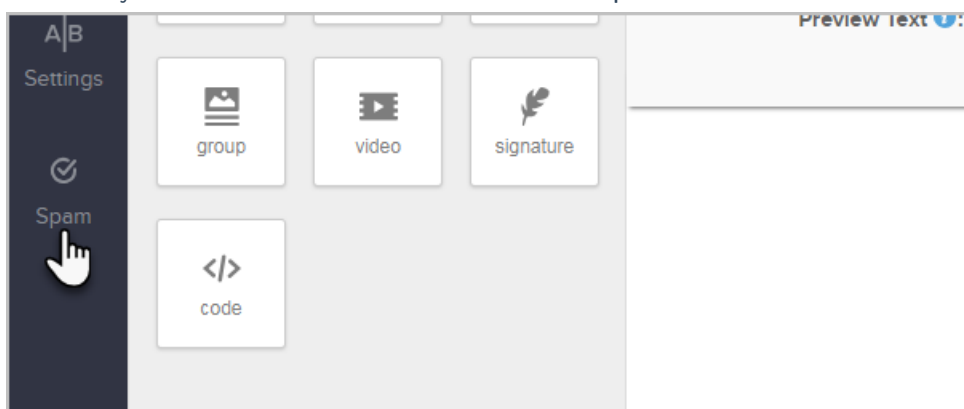 Preview Text ?:
A|B
Settings
group
video
signature
Spam
</>
code